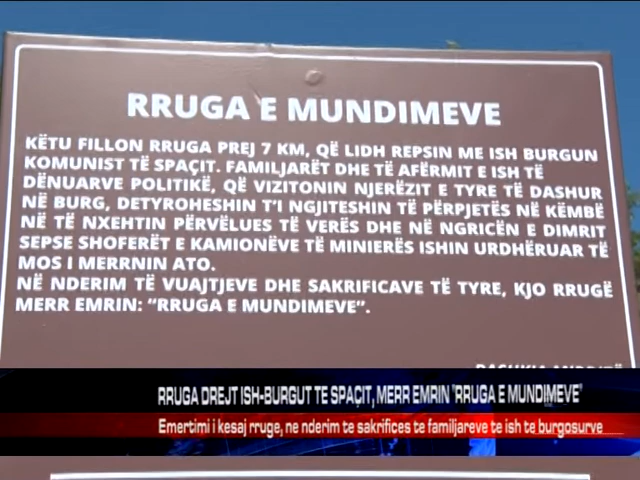 RRUGA E MUNDIMEVE
KËTU FILLON RRUGA PREJ 7 KM, QË LIDH REPSIN ME ISH BURGUN
KOMUNIST TË SPAÇIT. FAMILJARËT DHE TË AFËRMIT E ISH TË
DËNUARVE POLITIKË, QË VIZITONIN NJERËZIT E TYRE TË DASHUR
NË BURG, DETYROHESHIN T'I NGJITESHIN TË PËRPJETËS NË KËMBË
NË TË NXEHTIN PËRVËLUES TË VERËS DHE NË NGRICËN E DIMRIT
SEPSE SHOFERËT E KAMIONËVE TË MINIERËS ISHIN URDHËRUAR TË
MOS I MERRNIN ATO.
NË NDERIM TË VUAJTJEVE DHE SAKRIFICAVE TË TYRE, KJO RRUGË
MERR EMRIN: "RRUGA E MUNDIMEVE".
RRUGA DREJT ISH-BURGUT TE SPAÇIT, MERR EMRIN "RRUGA E MUNDIMEVE"
Emertimi i kesaj rruge, ne nderim te sakrifices te familjareve te ish te burgosurve